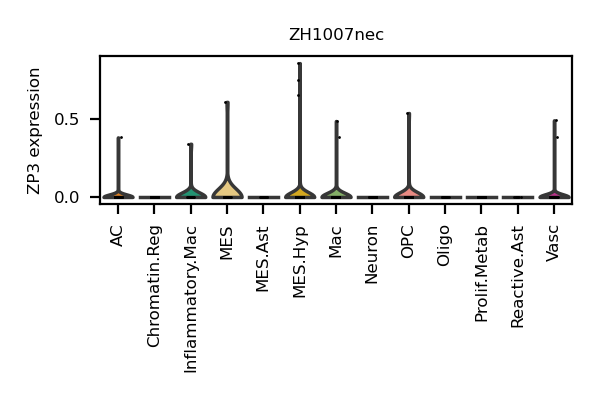 ZH1007nec
ZP3 expression
0.5
0.0
AC
Chromatin.Reg
Inflammatory.Mac
MES
MES.Ast
MES.Hyp
Mac
Neuron
OPC
Oligo
Prolif.Metab
Reactive.Ast
Vasc